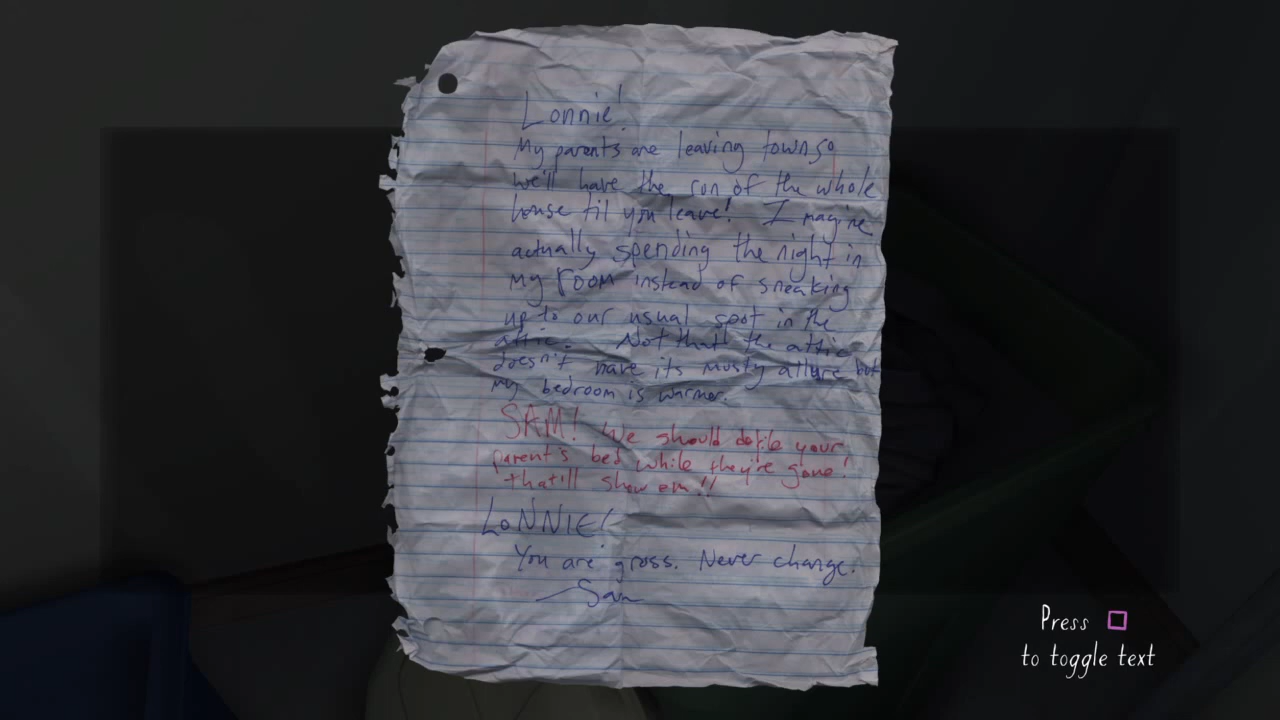 Lonnie!
My parents are leaving town, so
we'll have the run of the whole
house til you leave! Imagine
actually spending the night in
my room instead of sneaking
up to our usual spot in the
attic. Not that the attic
doesn't have its musty allure but
my bedroom is warmer.
SAM! We should defile your
parent's bed while they're gone!
that'll show em!!
LONNIE!
You are gross. Never change.
—Sam
Press □
to toggle text